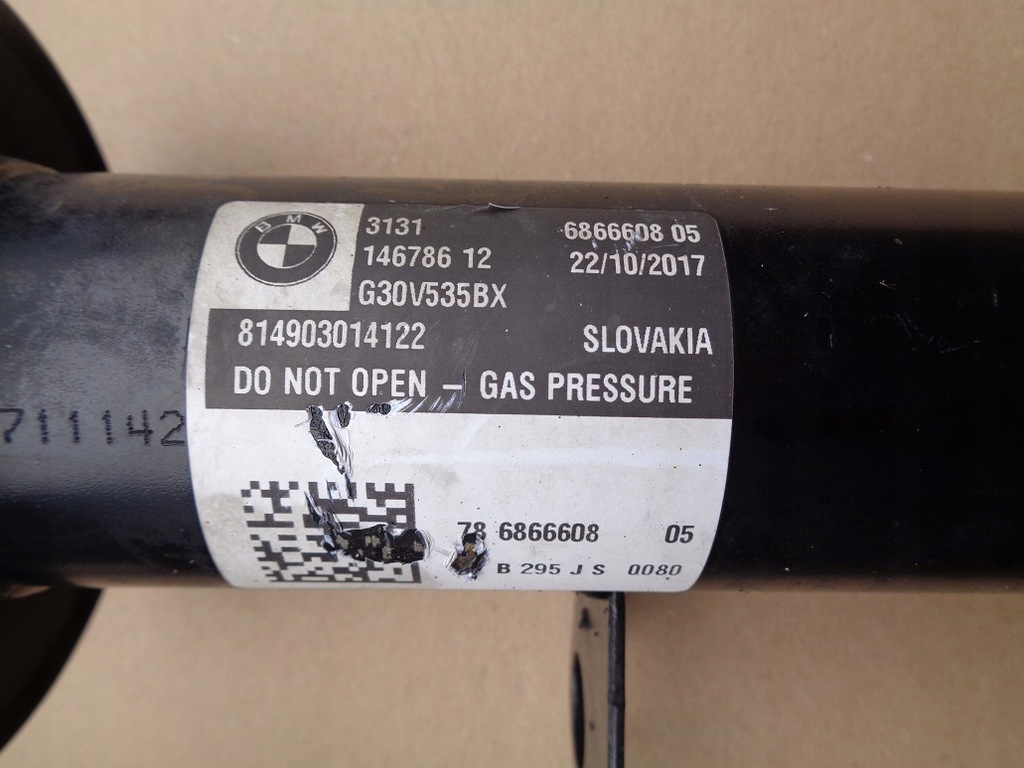 BMW
3131 6866608 05
146786 12 22/10/2017
G30V535BX
814903014122 SLOVAKIA
DO NOT OPEN – GAS PRESSURE
7111142
78 6866608 05
B 295 J S 0080